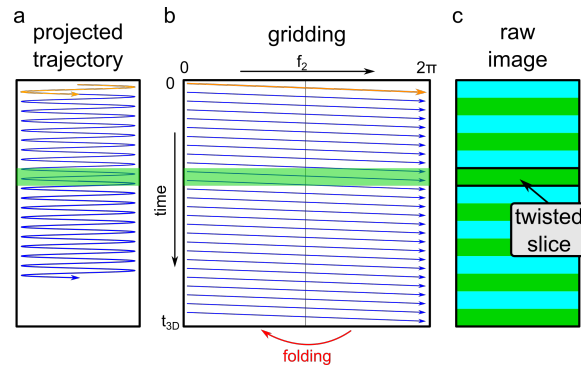 a
projected
trajectory
b
gridding
0
f2
2π
0
time
t3D
folding
c
raw
image
twisted
slice